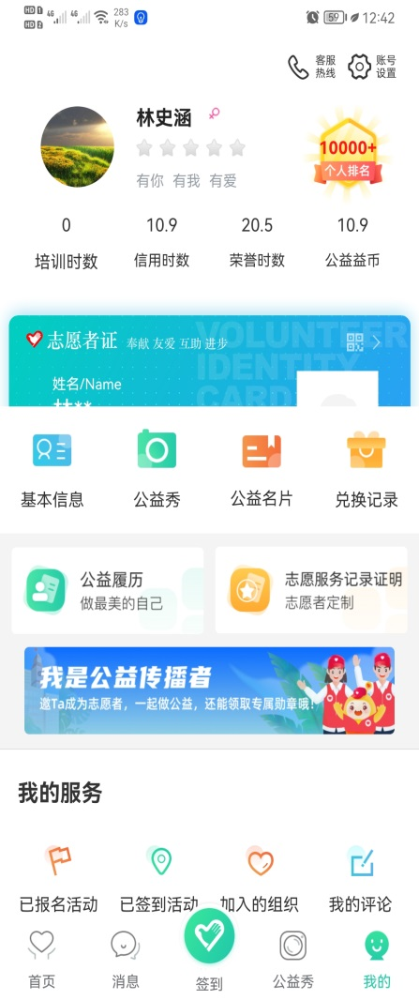 HD 1 4G 4G 283 59 12:42
HD 2 K/s
客服 账号
热线 设置
林史涵
10000+
个人排名
有你 有我 有爱
0 10.9 20.5 10.9
培训时数 信用时数 荣誉时数 公益益币
志愿者证 奉献 友爱 互助 进步
VOLUNTEER
IDENTITY
CARD
姓名/Name
基本信息 公益秀 公益名片 兑换记录
公益履历 志愿服务记录证明
做最美的自己 志愿者定制
我是公益传播者
邀Ta成为志愿者，一起做公益，还能领取专属勋章哦！
我的服务
已报名活动 已签到活动 加入的组织 我的评论
首页 消息 签到 公益秀 我的